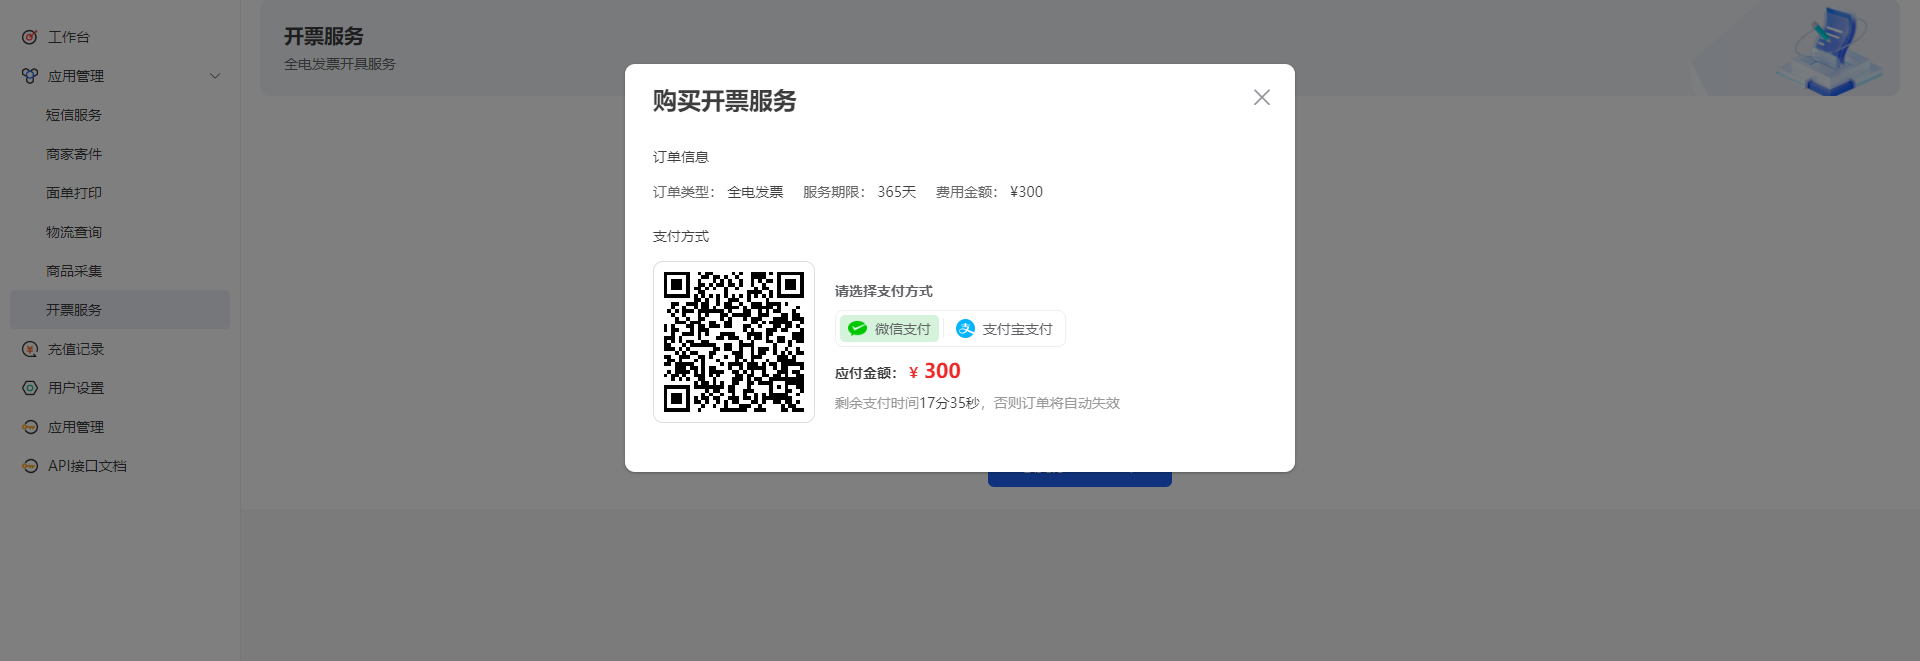 工作台
应用管理
短信服务
商家寄件
面单打印
物流查询
商品采集
开票服务
充值记录
用户设置
应用管理
API接口文档
开票服务
全电发票开具服务
购买开票服务
订单信息
订单类型： 全电发票 服务期限： 365天 费用金额： ¥300
支付方式
请选择支付方式
微信支付 支付宝支付
应付金额： ¥ 300
剩余支付时间17分35秒，否则订单将自动失效